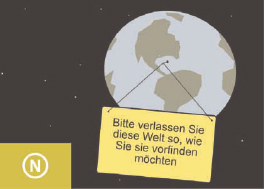 Bitte verlassen Sie
diese Welt so, wie
Sie sie vorfinden
möchten
N